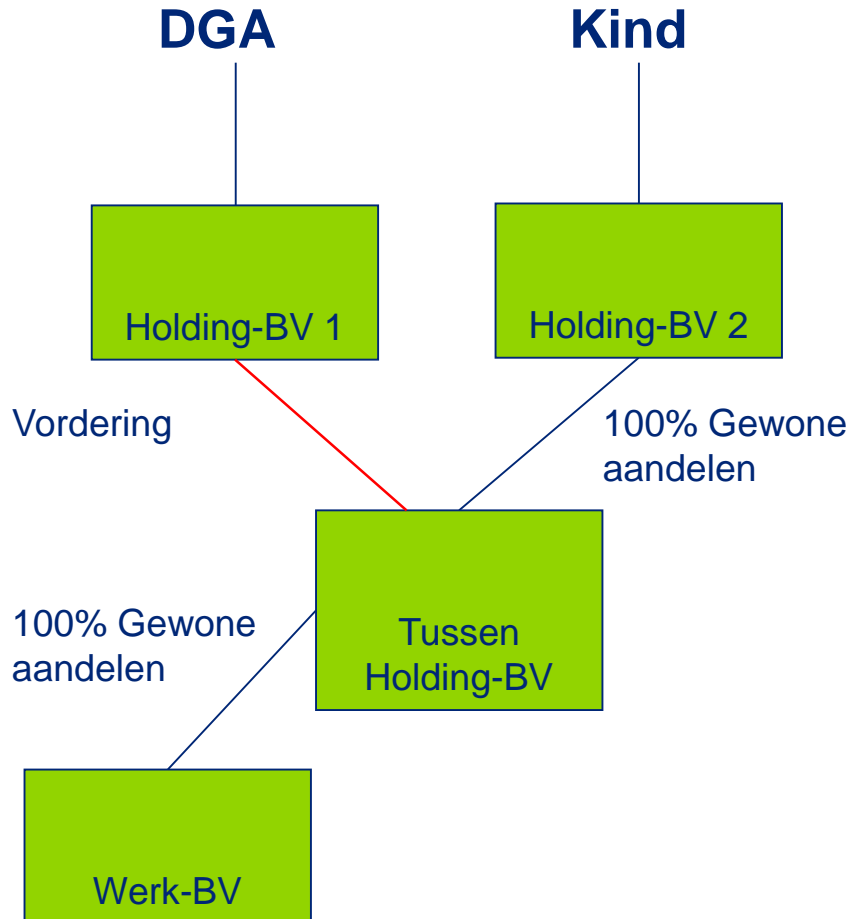 DGA
Kind
Holding-BV 1
Holding-BV 2
Vordering
100% Gewone
aandelen
100% Gewone
aandelen
Tussen
Holding-BV
Werk-BV